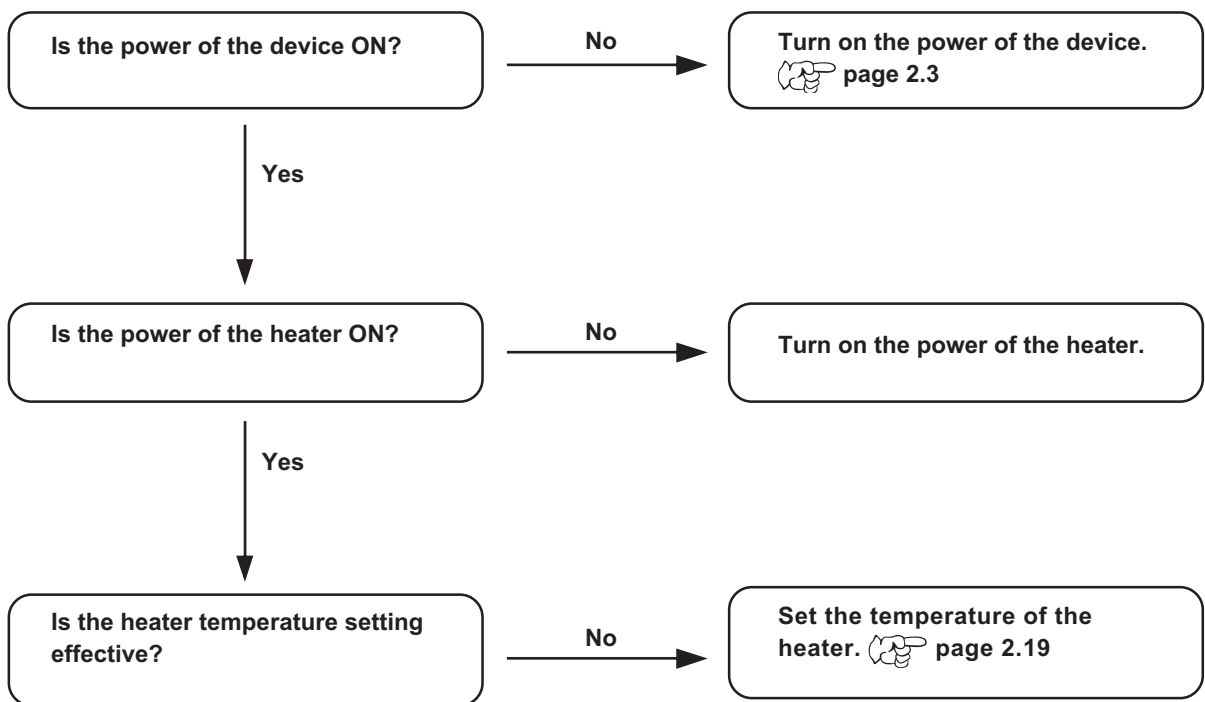 Is the power of the device ON?
No
Turn on the power of the device.
page 2.3
Yes
Is the power of the heater ON?
No
Turn on the power of the heater.
Yes
Is the heater temperature setting
effective?
No
Set the temperature of the
heater. page 2.19